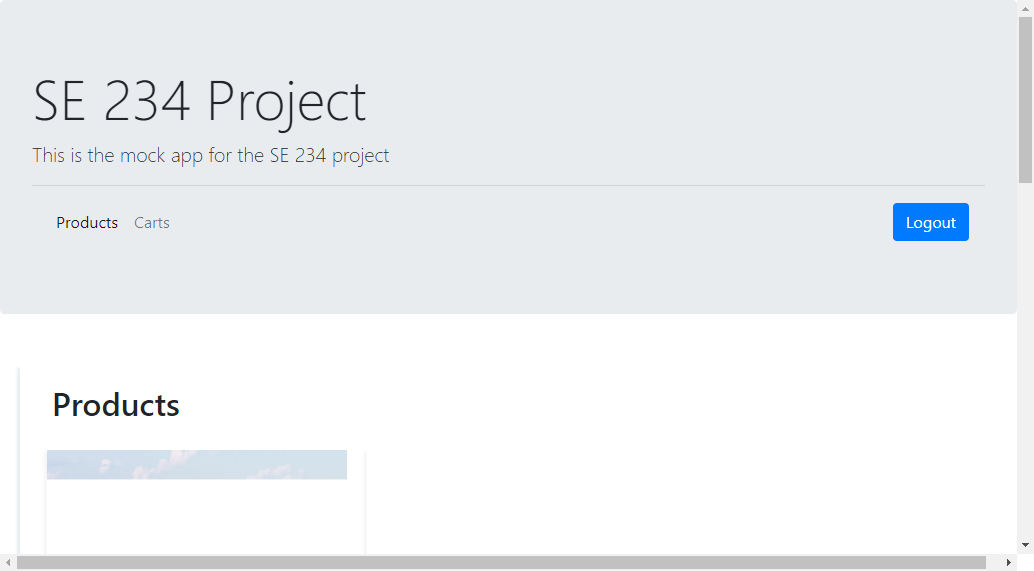 SE 234 Project
This is the mock app for the SE 234 project
Products Carts Logout
Products